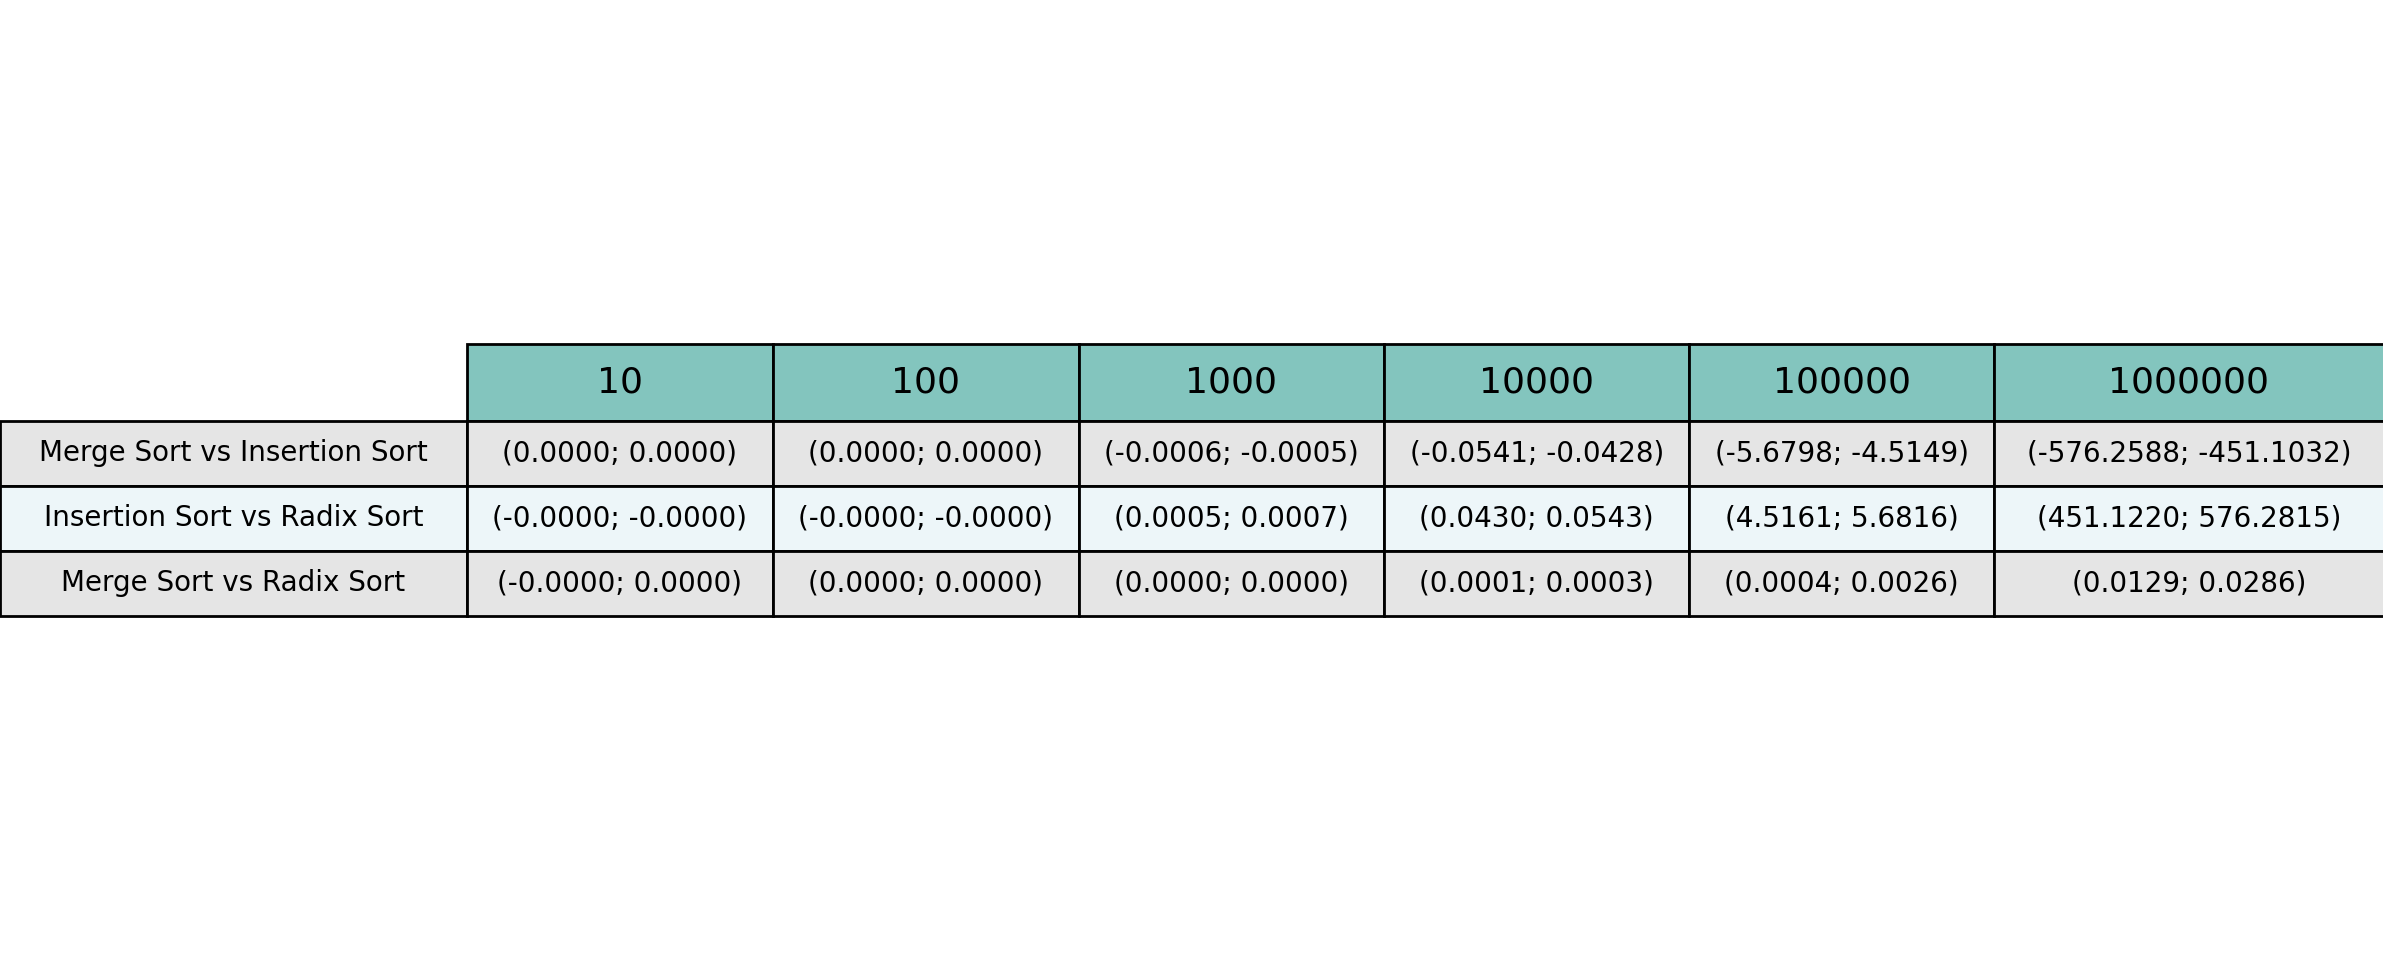 10 100 1000 10000 100000 1000000
Merge Sort vs Insertion Sort (0.0000; 0.0000) (0.0000; 0.0000) (-0.0006; -0.0005) (-0.0541; -0.0428) (-5.6798; -4.5149) (-576.2588; -451.1032)
Insertion Sort vs Radix Sort (-0.0000; -0.0000) (-0.0000; -0.0000) (0.0005; 0.0007) (0.0430; 0.0543) (4.5161; 5.6816) (451.1220; 576.2815)
Merge Sort vs Radix Sort (-0.0000; 0.0000) (0.0000; 0.0000) (0.0000; 0.0000) (0.0001; 0.0003) (0.0004; 0.0026) (0.0129; 0.0286)